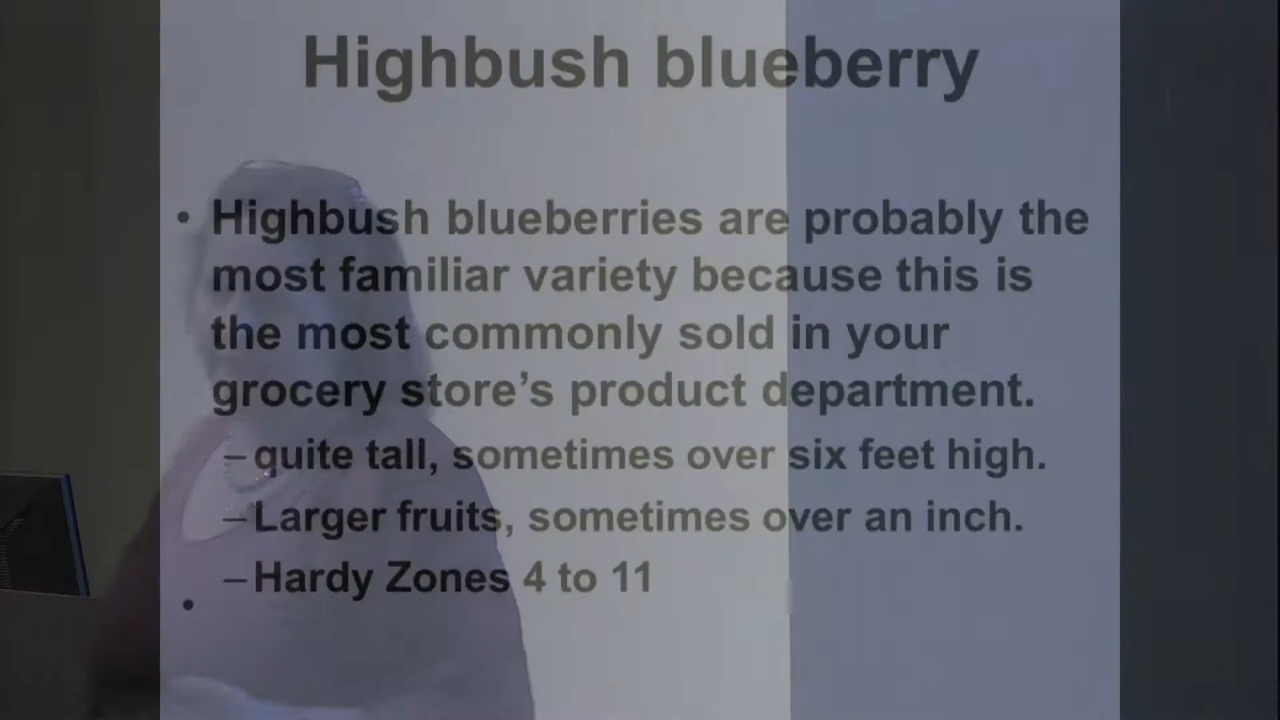 Highbush blueberry
• Highbush blueberries are probably the
most familiar variety because this is
the most commonly sold in your
grocery store’s product department.
– quite tall, sometimes over six feet high.
– Larger fruits, sometimes over an inch.
– Hardy Zones 4 to 11
•